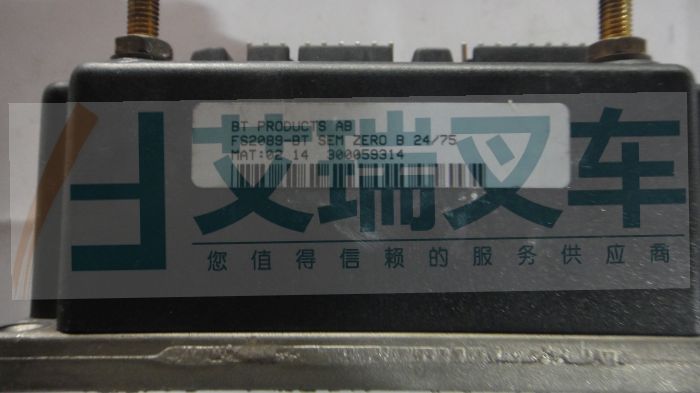 BT PRODUCTS AB
FS2089-BT SEM ZERO B 24/75
MAT:02 14 300059314
艾瑞叉车
您值得信赖的服务供应商